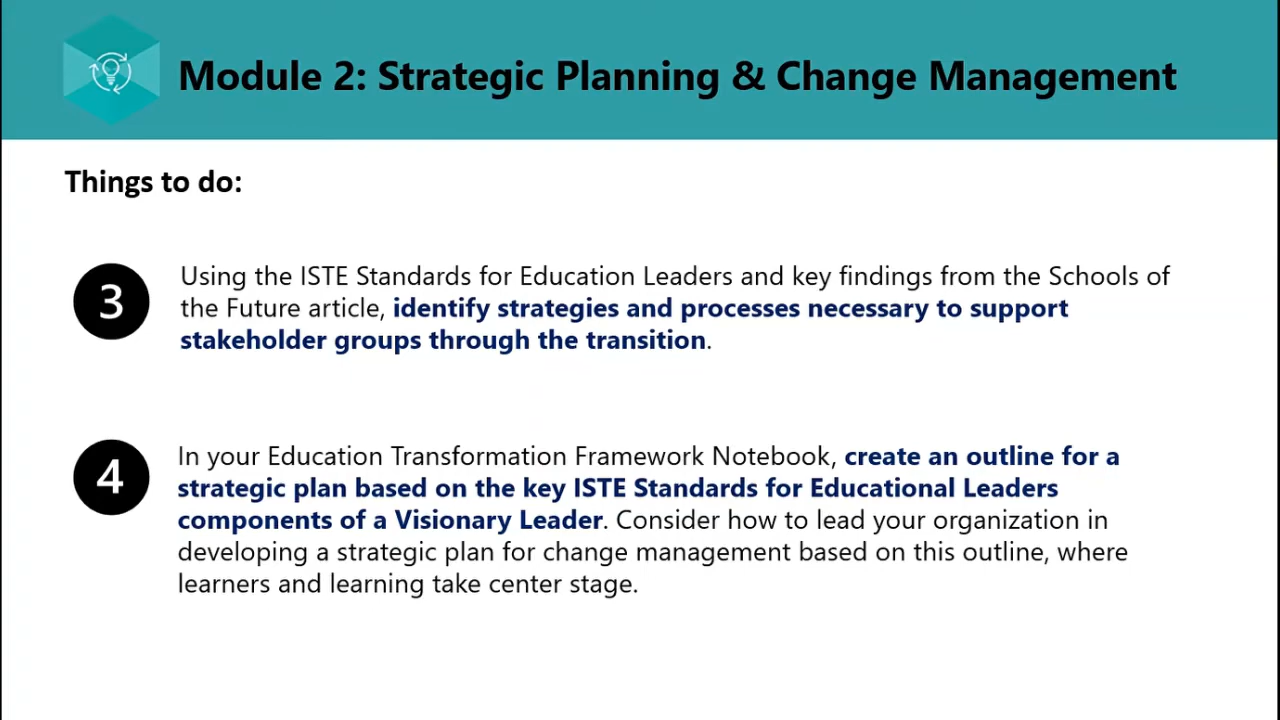 Module 2: Strategic Planning & Change Management
Things to do:
3
Using the ISTE Standards for Education Leaders and key findings from the Schools of
the Future article, identify strategies and processes necessary to support
stakeholder groups through the transition.
4
In your Education Transformation Framework Notebook, create an outline for a
strategic plan based on the key ISTE Standards for Educational Leaders
components of a Visionary Leader. Consider how to lead your organization in
developing a strategic plan for change management based on this outline, where
learners and learning take center stage.